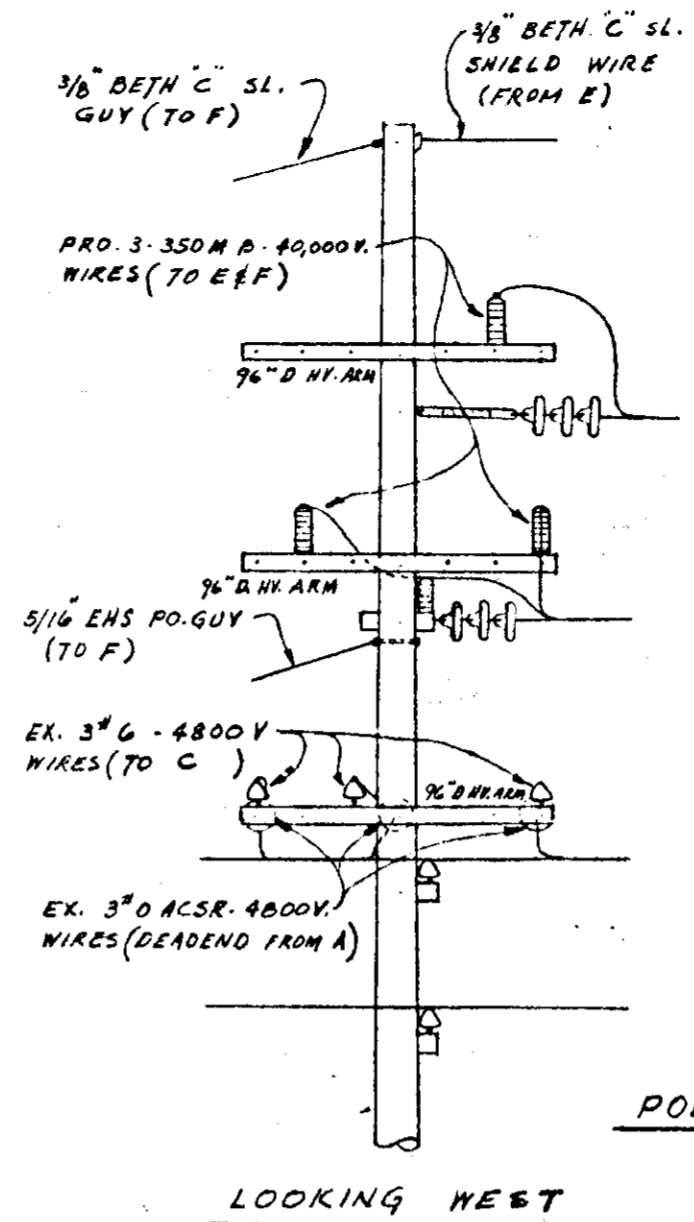 3/8" BETH. "C" SL.
SHIELD WIRE
(FROM E)
3/8" BETH "C" SL.
GUY (TO F)
PRO. 3-350M B-40,000V.
WIRES (TO E & F)
96" D HV. ARM
96" D. HV. ARM
5/16" EHS PO. GUY
(TO F)
EX. 3#6 - 4800V
WIRES (TO C )
96" D HV. ARM
EX. 3#0 ACSR-4800V.
WIRES (DEADEND FROM A)
LOOKING WEST